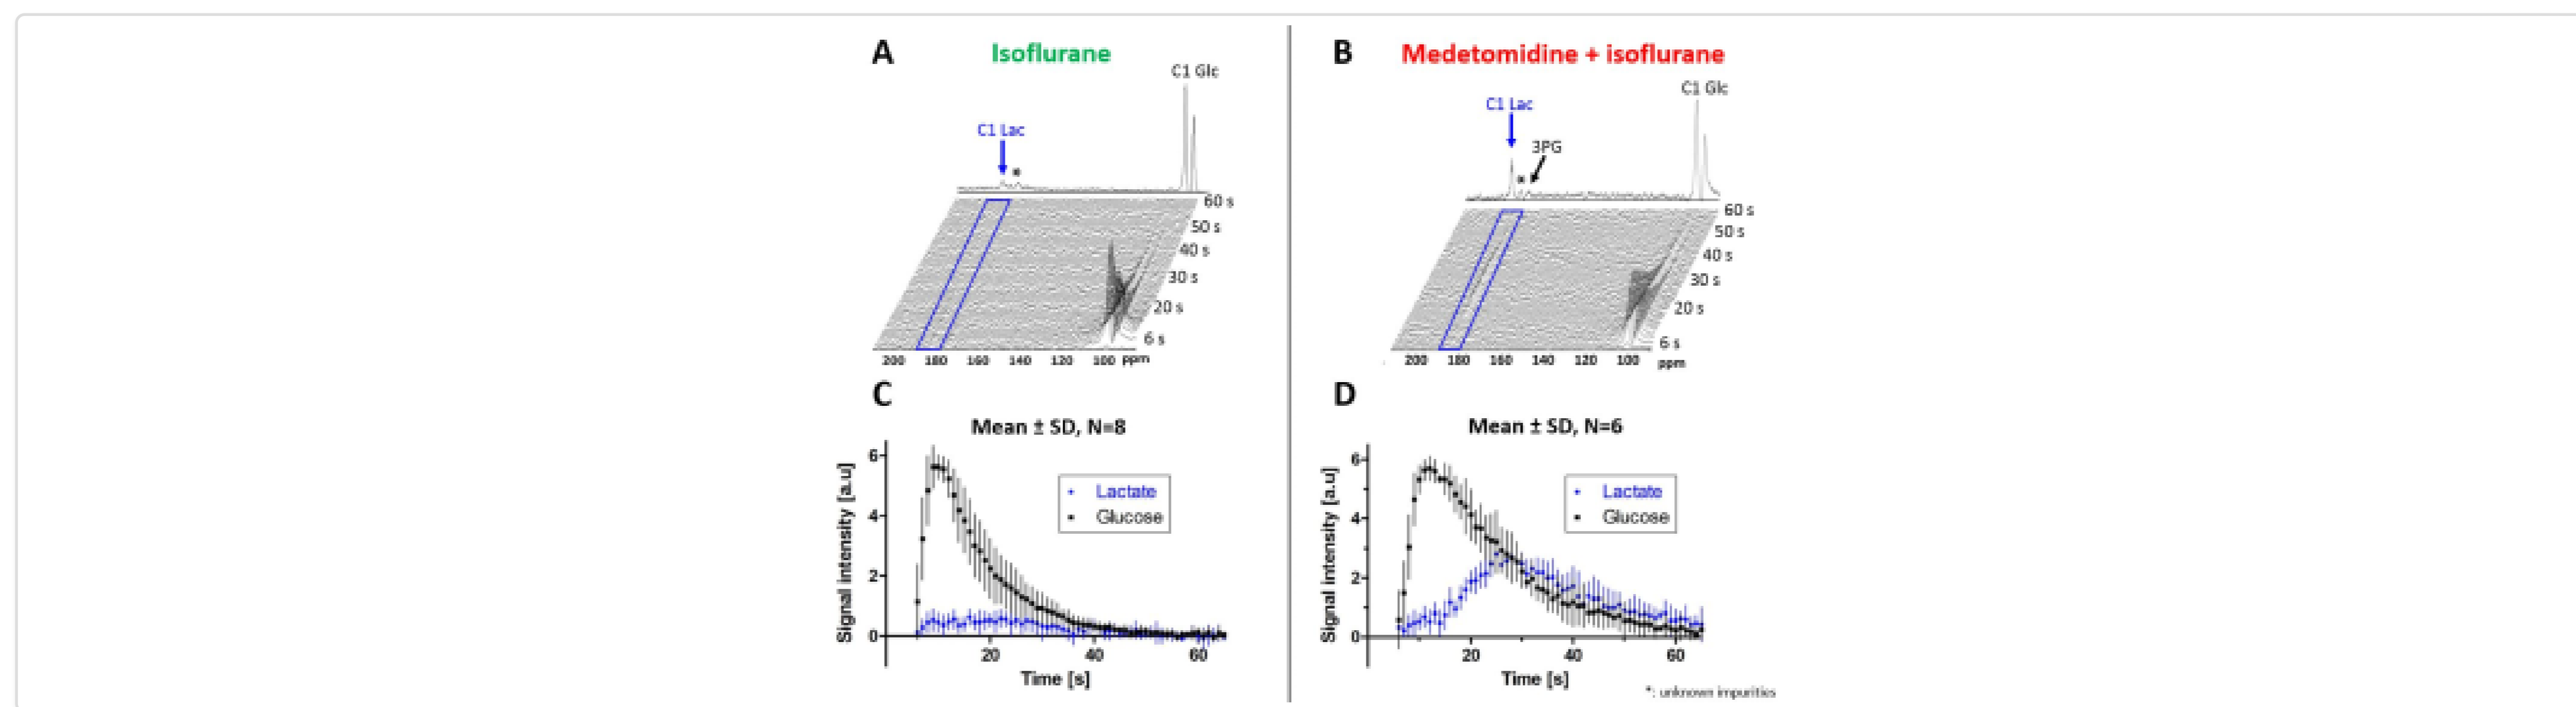 A
Isoflurane
C1 Glc
C1 Lac
*
60 s
50 s
40 s
30 s
20 s
6 s
200 180 160 140 120 100 ppm
B
Medetomidine + isoflurane
C1 Glc
C1 Lac
3PG
*
60 s
50 s
40 s
30 s
20 s
6 s
200 180 160 140 120 100 ppm
C
Mean ± SD, N=8
Signal intensity [a.u]
6
4
2
0
Lactate
Glucose
20 40 60
Time [s]
D
Mean ± SD, N=6
Signal intensity [a.u]
6
4
2
0
Lactate
Glucose
20 40 60
Time [s]
*: unknown impurities